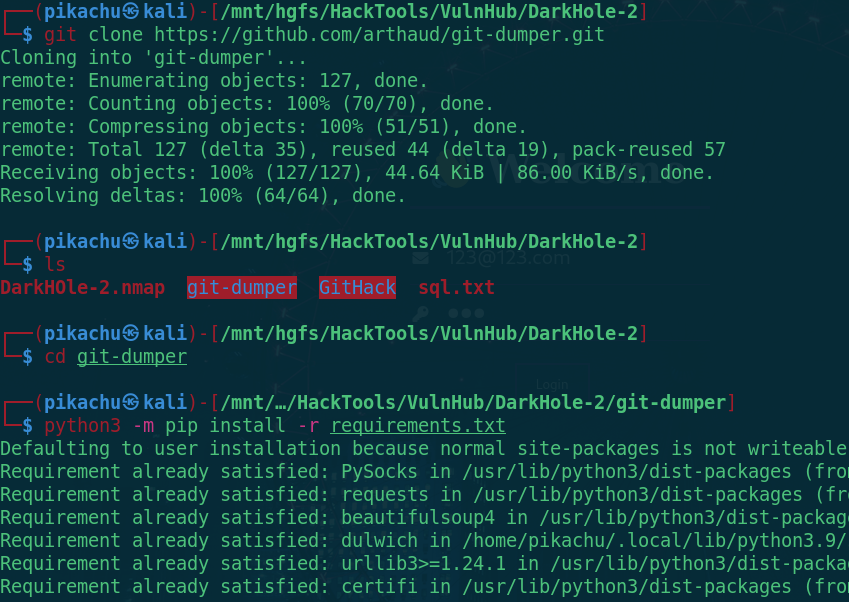 ┌──(pikachu㉿kali)-[/mnt/hgfs/HackTools/VulnHub/DarkHole-2]
└─$ git clone https://github.com/arthaud/git-dumper.git
Cloning into 'git-dumper'...
remote: Enumerating objects: 127, done.
remote: Counting objects: 100% (70/70), done.
remote: Compressing objects: 100% (51/51), done.
remote: Total 127 (delta 35), reused 44 (delta 19), pack-reused 57
Receiving objects: 100% (127/127), 44.64 KiB | 86.00 KiB/s, done.
Welcome
Resolving deltas: 100% (64/64), done.
┌──(pikachu㉿kali)-[/mnt/hgfs/HackTools/VulnHub/DarkHole-2]
└─$ ls
123@123.com
DarkHOle-2.nmap git-dumper GitHack sql.txt
┌──(pikachu㉿kali)-[/mnt/hgfs/HackTools/VulnHub/DarkHole-2]
└─$ cd git-dumper
Login
┌──(pikachu㉿kali)-[/mnt/…/HackTools/VulnHub/DarkHole-2/git-dumper]
└─$ python3 -m pip install -r requirements.txt
Defaulting to user installation because normal site-packages is not writeable
Requirement already satisfied: PySocks in /usr/lib/python3/dist-packages (fro
Requirement already satisfied: requests in /usr/lib/python3/dist-packages (fr
Requirement already satisfied: beautifulsoup4 in /usr/lib/python3/dist-packag
Requirement already satisfied: dulwich in /home/pikachu/.local/lib/python3.9/
Requirement already satisfied: urllib3>=1.24.1 in /usr/lib/python3/dist-packa
Requirement already satisfied: certifi in /usr/lib/python3/dist-packages (fro